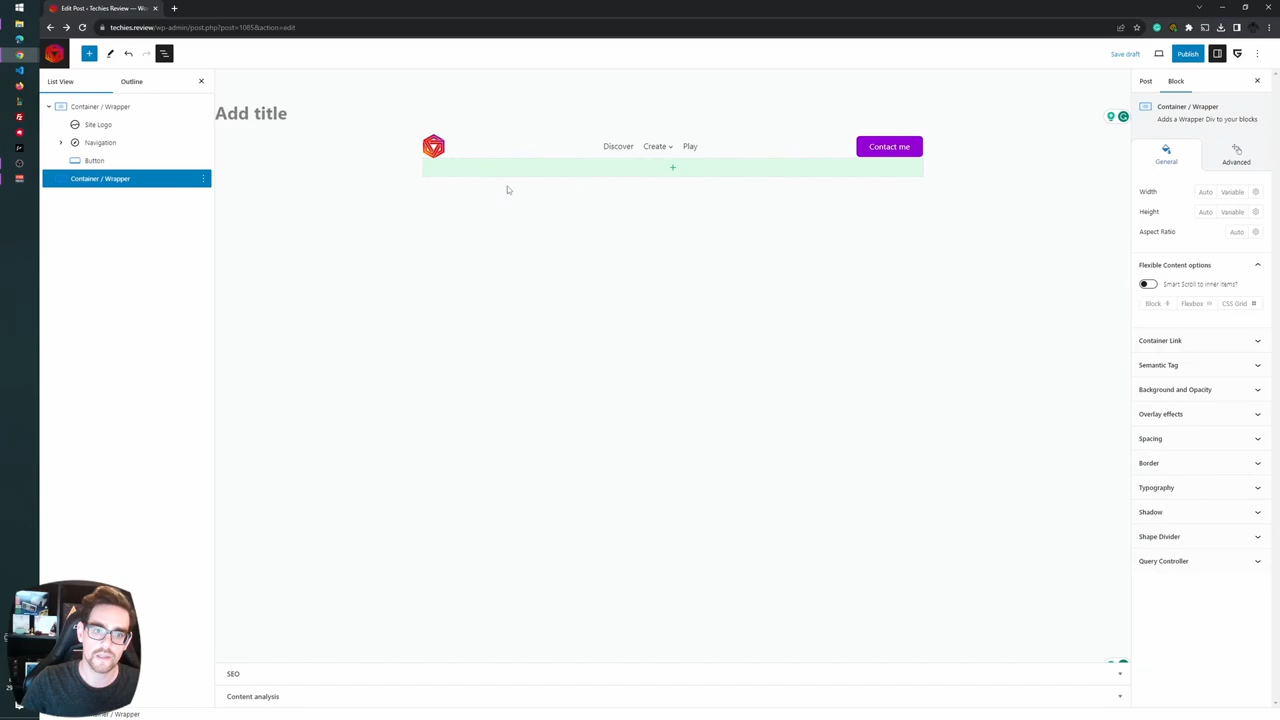 Edit Post ‹ Techies Review — Wo
techies.review/wp-admin/post.php?post=1085&action=edit
Save draft
Publish
List View
Outline
Post
Block
Container / Wrapper
Site Logo
Navigation
Button
Container / Wrapper
Add title
Discover
Create
Play
Contact me
Container / Wrapper
Adds a Wrapper Div to your blocks
General
Advanced
Width
Auto
Variable
Height
Auto
Variable
Aspect Ratio
Auto
Flexible Content options
Smart Scroll to inner items?
Block
Flexbox
CSS Grid
Container Link
Semantic Tag
Background and Opacity
Overlay effects
Spacing
Border
Typography
Shadow
Shape Divider
Query Controller
SEO
Content analysis
/ Wrapper